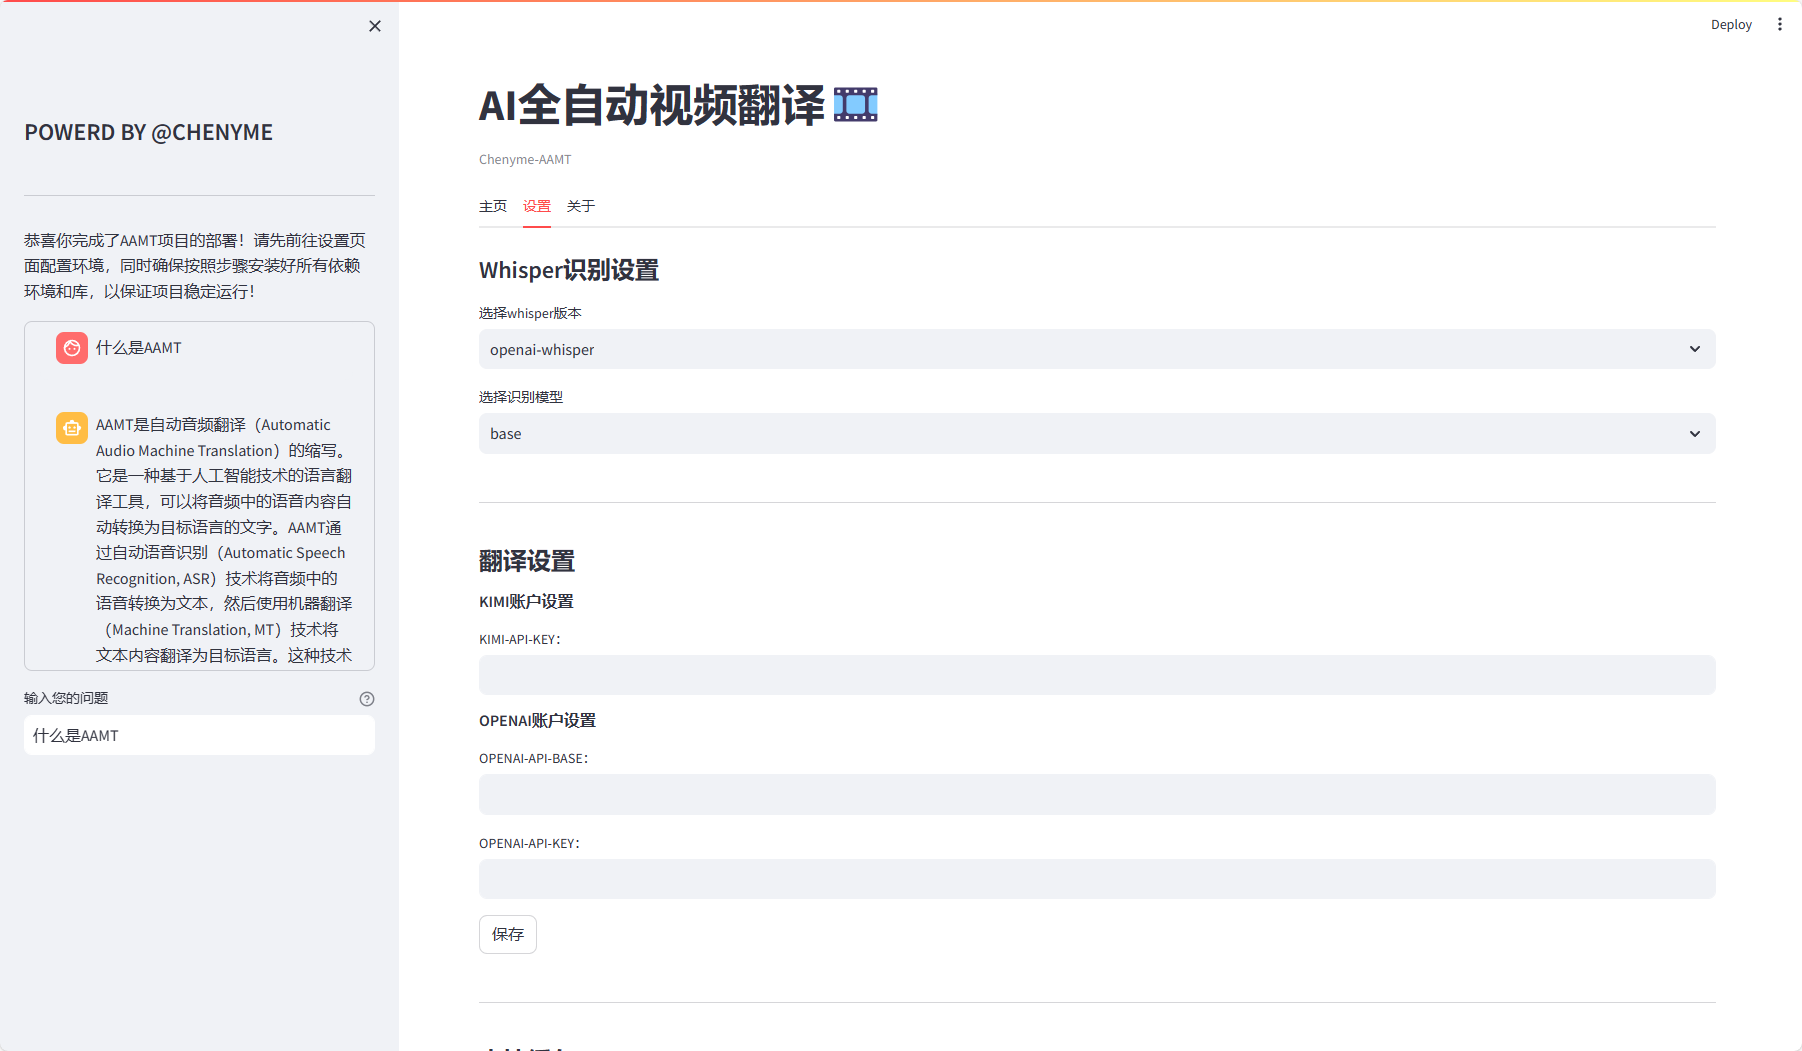 Deploy
POWERD BY @CHENYME
恭喜你完成了AAMT项目的部署！请先前往设置页
面配置环境，同时确保按照步骤安装好所有依赖
环境和库，以保证项目稳定运行！
什么是AAMT
AAMT是自动音频翻译（Automatic
Audio Machine Translation）的缩写。
它是一种基于人工智能技术的语言翻
译工具，可以将音频中的语音内容自
动转换为目标语言的文字。AAMT通
过自动语音识别（Automatic Speech
Recognition, ASR）技术将音频中的
语音转换为文本，然后使用机器翻译
（Machine Translation, MT）技术将
文本内容翻译为目标语言。这种技术
输入您的问题
什么是AAMT
AI全自动视频翻译
Chenyme-AAMT
主页 设置 关于
Whisper识别设置
选择whisper版本
openai-whisper
选择识别模型
base
翻译设置
KIMI账户设置
KIMI-API-KEY：
OPENAI账户设置
OPENAI-API-BASE：
OPENAI-API-KEY：
保存